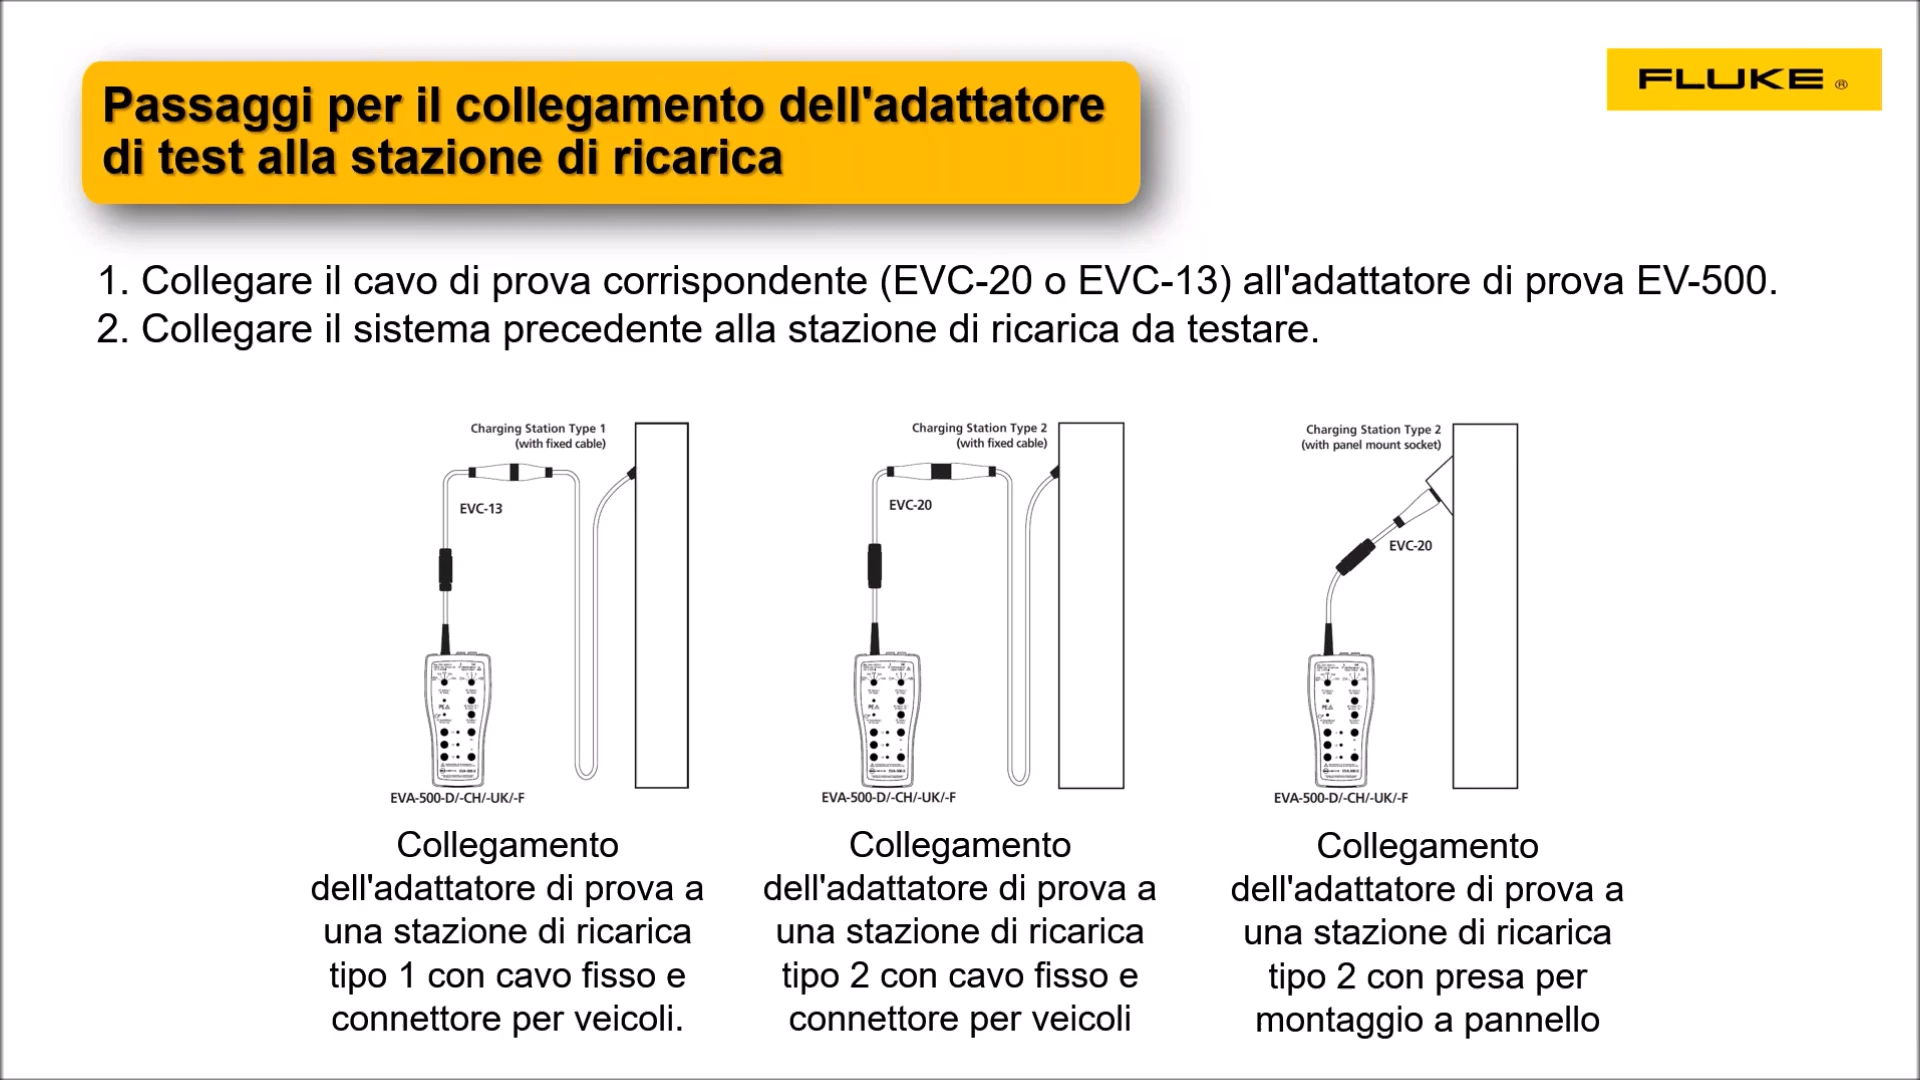 Passaggi per il collegamento dell'adattatore
di test alla stazione di ricarica
FLUKE ®
1. Collegare il cavo di prova corrispondente (EVC-20 o EVC-13) all'adattatore di prova EV-500.
2. Collegare il sistema precedente alla stazione di ricarica da testare.
Charging Station Type 1
(with fixed cable)
EVC-13
EVA-500-D/-CH/-UK/-F
Collegamento
dell'adattatore di prova a
una stazione di ricarica
tipo 1 con cavo fisso e
connettore per veicoli.
Charging Station Type 2
(with fixed cable)
EVC-20
EVA-500-D/-CH/-UK/-F
Collegamento
dell'adattatore di prova a
una stazione di ricarica
tipo 2 con cavo fisso e
connettore per veicoli
Charging Station Type 2
(with panel mount socket)
EVC-20
EVA-500-D/-CH/-UK/-F
Collegamento
dell'adattatore di prova a
una stazione di ricarica
tipo 2 con presa per
montaggio a pannello